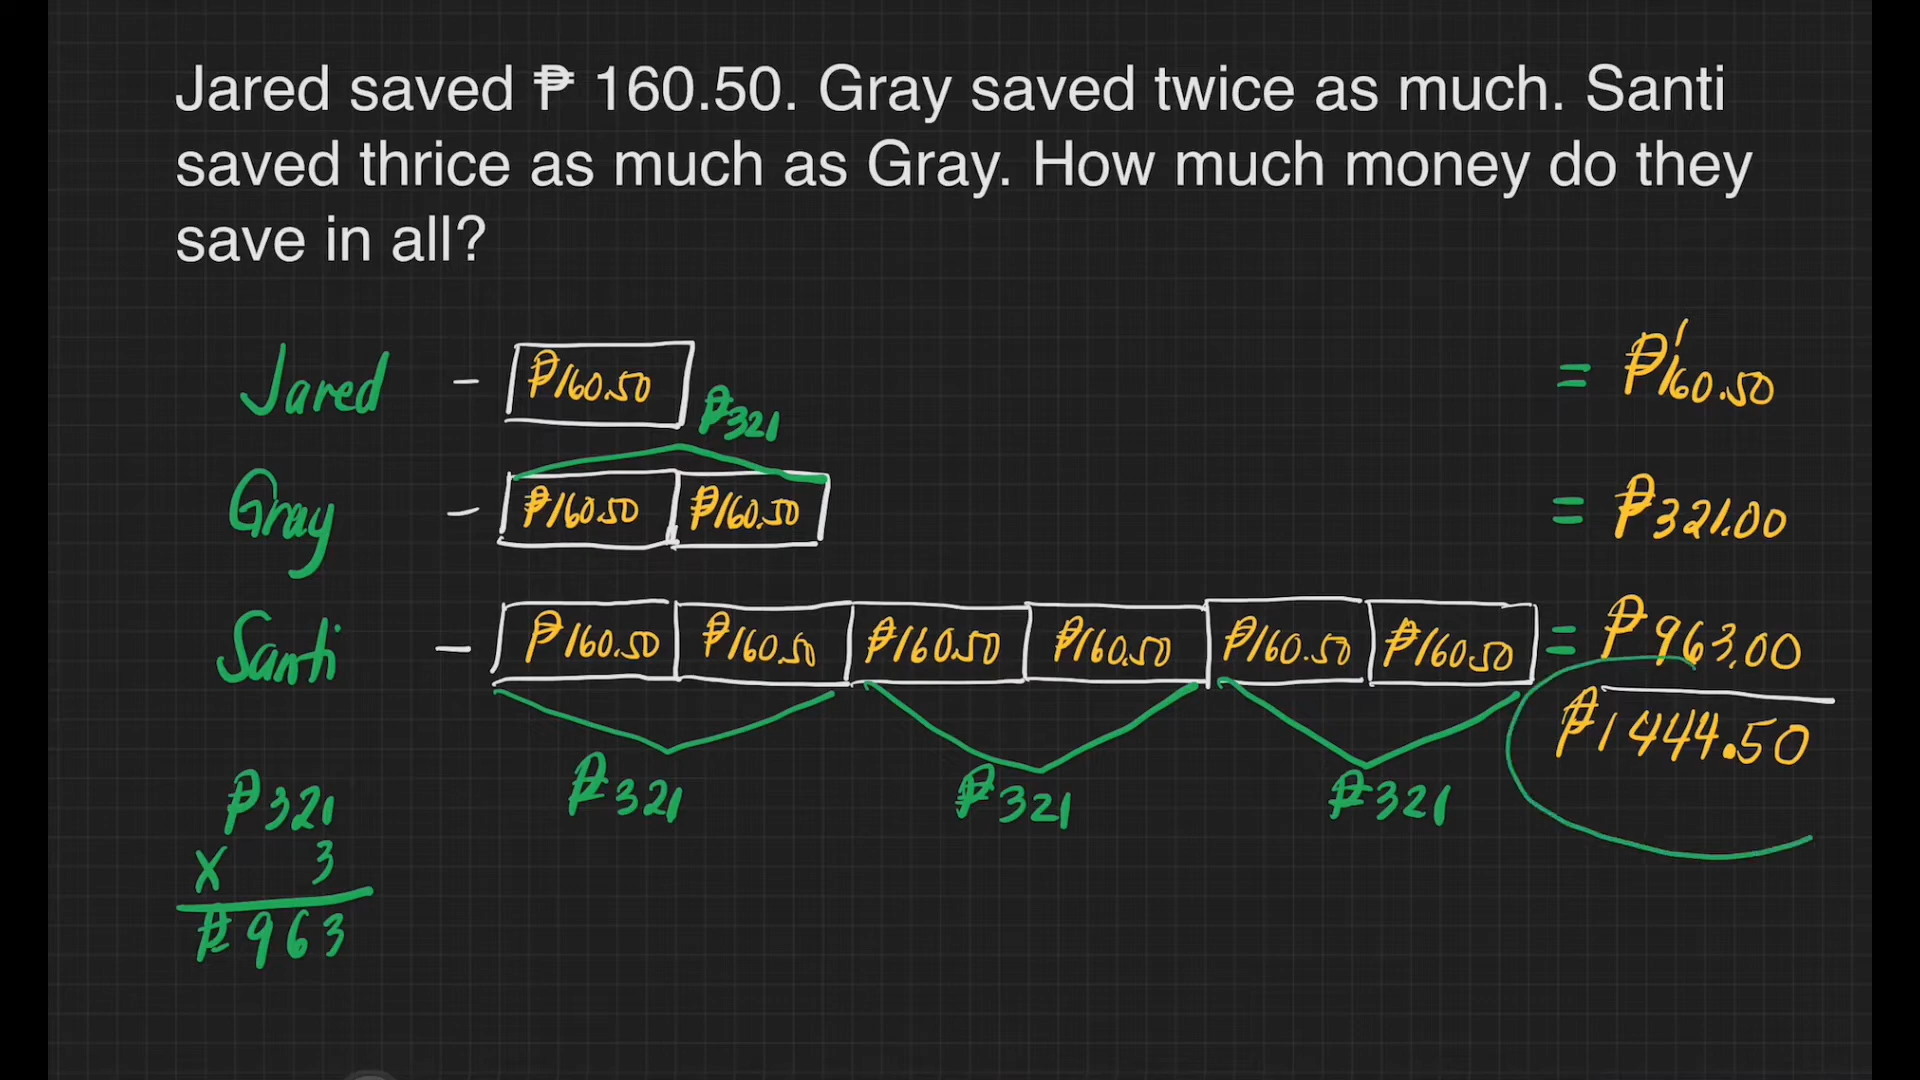 Jared saved ₱ 160.50. Gray saved twice as much. Santi
saved thrice as much as Gray. How much money do they
save in all?
Jared - ₱160.50 = ₱160.50
1
₱321
Gray - ₱160.50 ₱160.50 = ₱321.00
Santi - ₱160.50 ₱160.50 ₱160.50 ₱160.50 ₱160.50 ₱160.50 = ₱963.00
₱1444.50
₱321 ₱321 ₱321
₱321
X 3
₱963